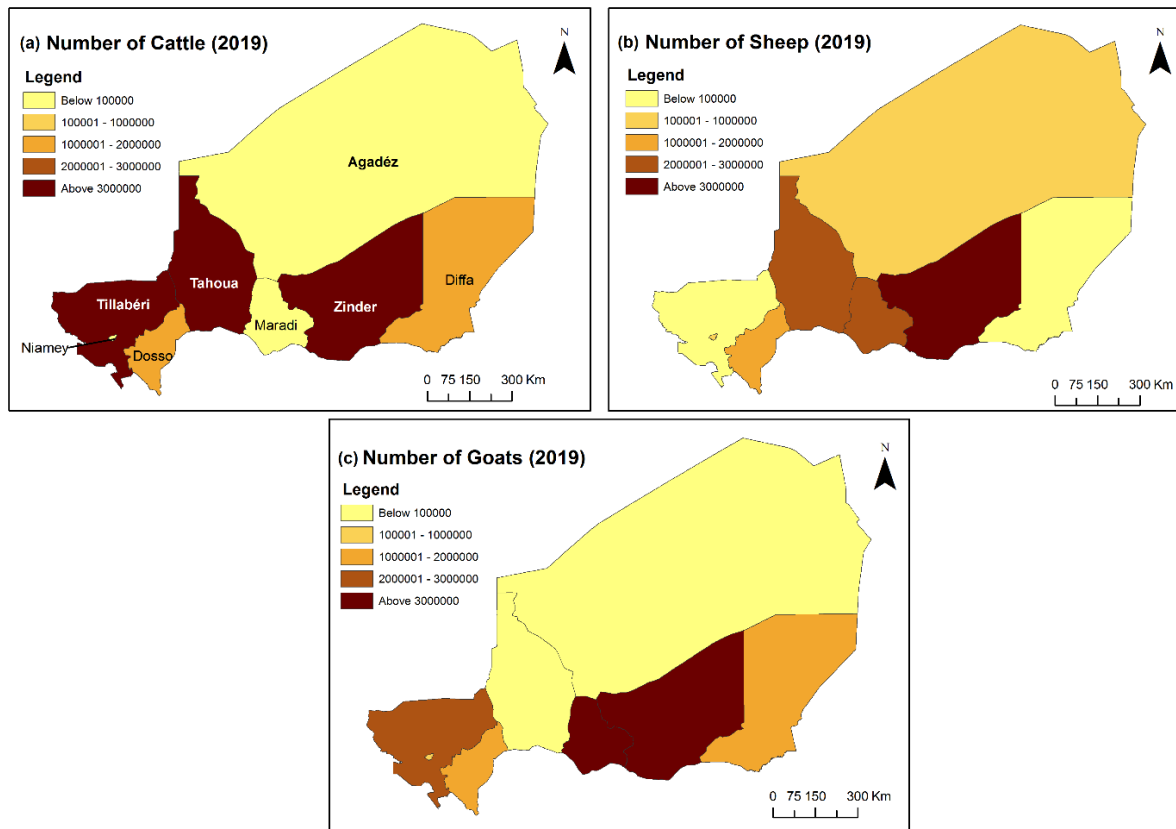 (a) Number of Cattle (2019)
N
Legend
Below 100000
100001 - 1000000
1000001 - 2000000
2000001 - 3000000
Above 3000000
Agadéz
Tahoua
Tillabéri
Zinder
Diffa
Maradi
Niamey
Dosso
0 75 150 300 Km
(b) Number of Sheep (2019)
N
Legend
Below 100000
100001 - 1000000
1000001 - 2000000
2000001 - 3000000
Above 3000000
0 75 150 300 Km
(c) Number of Goats (2019)
N
Legend
Below 100000
100001 - 1000000
1000001 - 2000000
2000001 - 3000000
Above 3000000
0 75 150 300 Km